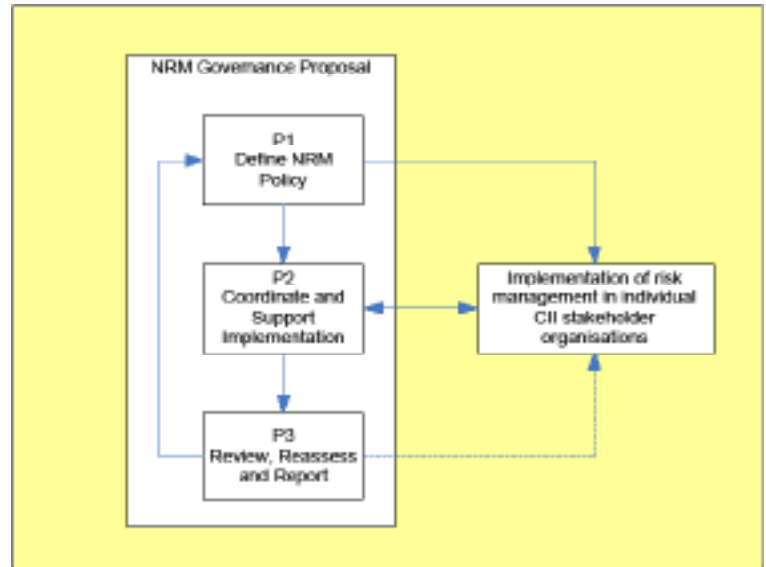 NRM Governance Proposal
P1
Define NRM
Policy
P2
Coordinate and
Support
Implementation
Implementation of risk
management in individual
CII stakeholder
organisations
P3
Review, Reassess
and Report